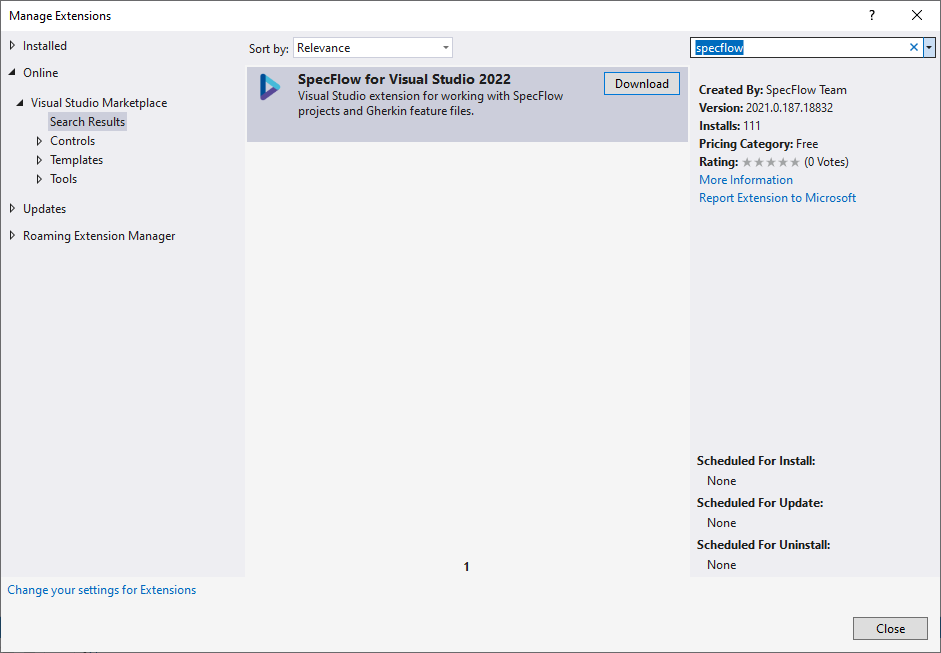 Manage Extensions
?
Installed
Online
Visual Studio Marketplace
Search Results
Controls
Templates
Tools
Updates
Roaming Extension Manager
Sort by: Relevance
SpecFlow for Visual Studio 2022
Download
Visual Studio extension for working with SpecFlow
projects and Gherkin feature files.
1
specflow
Created By: SpecFlow Team
Version: 2021.0.187.18832
Installs: 111
Pricing Category: Free
Rating: (0 Votes)
More Information
Report Extension to Microsoft
Scheduled For Install:
None
Scheduled For Update:
None
Scheduled For Uninstall:
None
Change your settings for Extensions
Close